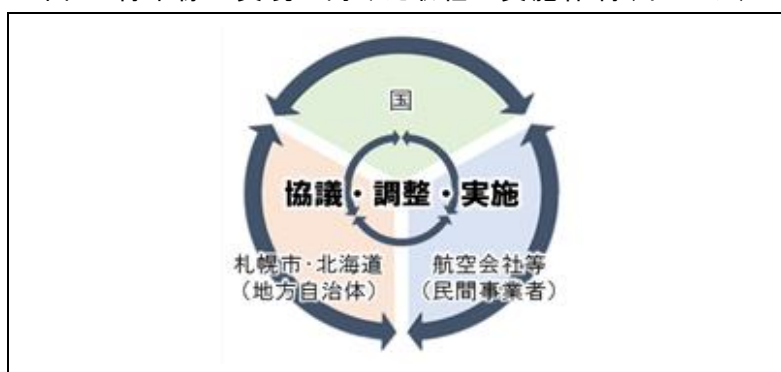 国
協議・調整・実施
札幌市・北海道
（地方自治体）
航空会社等
（民間事業者）